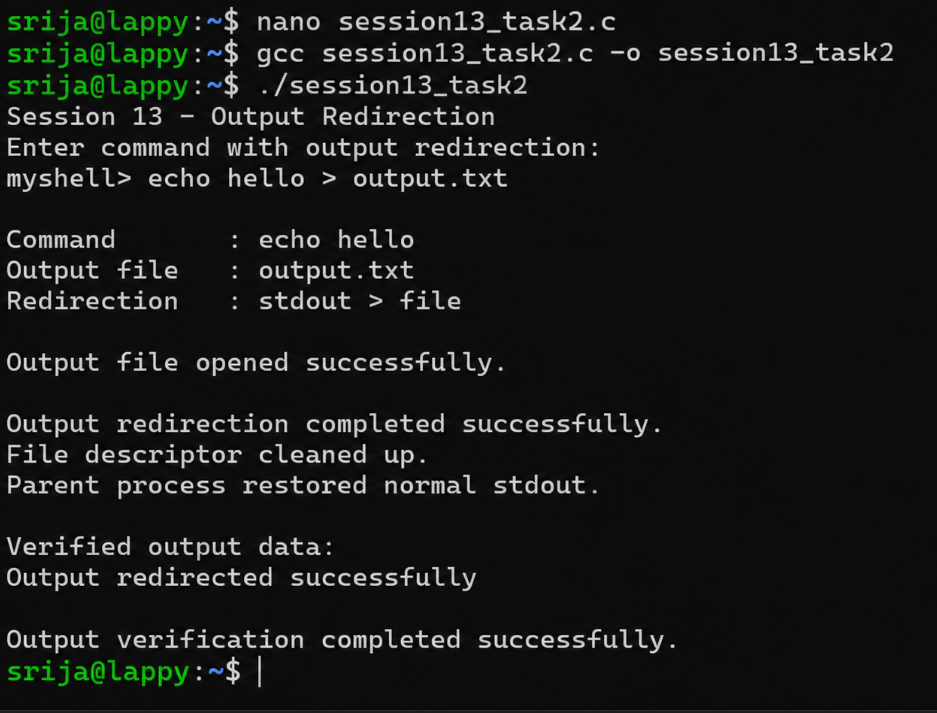 srija@lappy:~$ nano session13_task2.c
srija@lappy:~$ gcc session13_task2.c -o session13_task2
srija@lappy:~$ ./session13_task2
Session 13 - Output Redirection
Enter command with output redirection:
myshell> echo hello > output.txt
Command       : echo hello
Output file   : output.txt
Redirection   : stdout > file
Output file opened successfully.
Output redirection completed successfully.
File descriptor cleaned up.
Parent process restored normal stdout.
Verified output data:
Output redirected successfully
Output verification completed successfully.
srija@lappy:~$